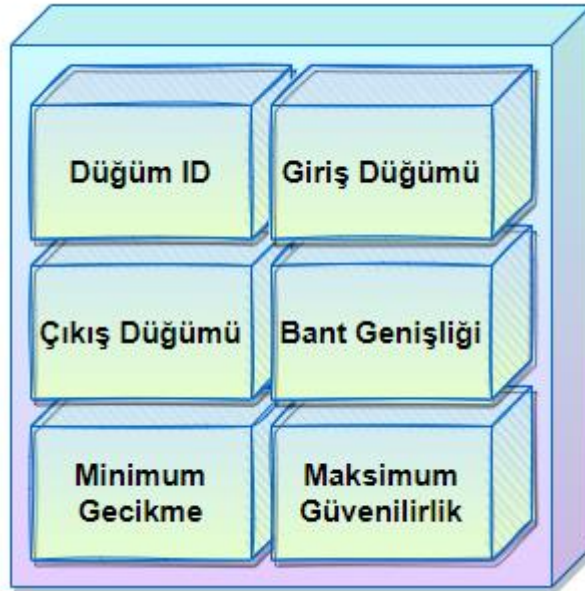 Düğüm ID
Giriş Düğümü
Çıkış Düğümü
Bant Genişliği
Minimum
Gecikme
Maksimum
Güvenilirlik